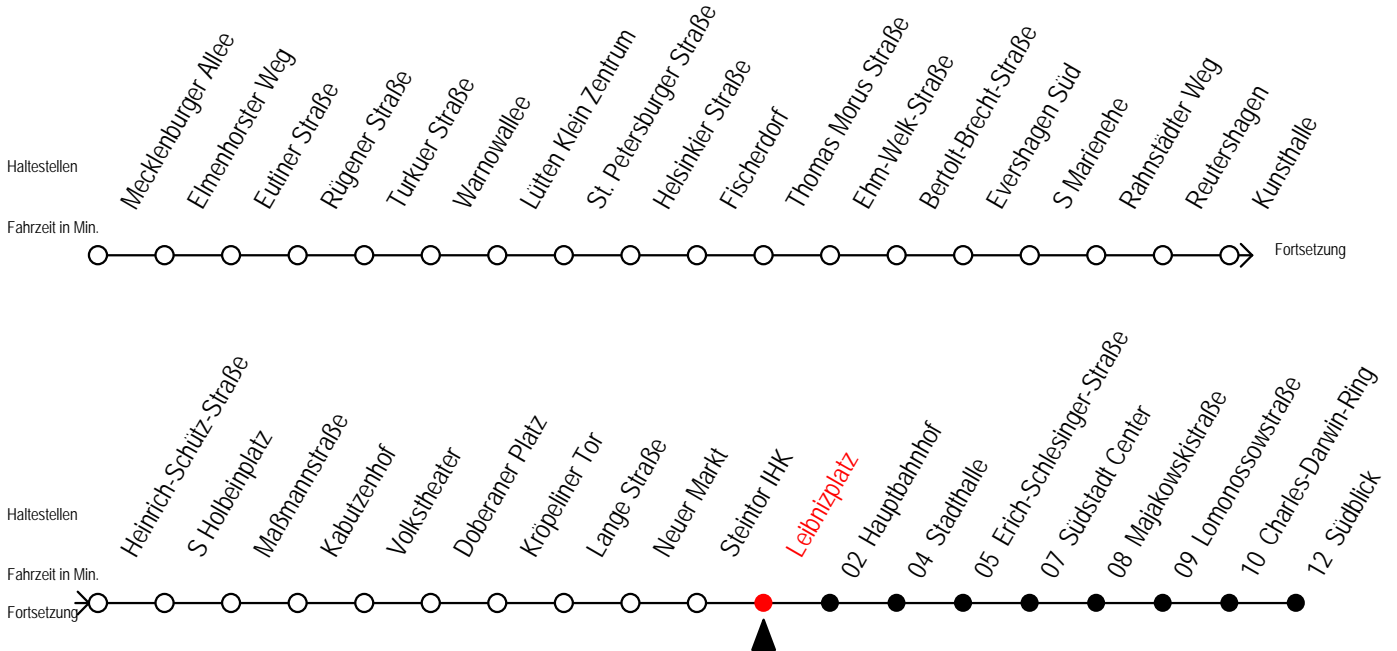 Haltestellen
Mecklenburger Allee
Elmenhorster Weg
Eutiner Straße
Rügener Straße
Turkuer Straße
Warnowallee
Lütten Klein Zentrum
St. Petersburger Straße
Helsinkier Straße
Fischerdorf
Thomas Morus Straße
Ehm-Welk-Straße
Bertolt-Brecht-Straße
Evershagen Süd
S Marienehe
Rahnstädter Weg
Reutershagen
Kunsthalle
Fahrzeit in Min.
Fortsetzung
Haltestellen
Heinrich-Schütz-Straße
S Holbeinplatz
Maßmannstraße
Kabutzenhof
Volkstheater
Doberaner Platz
Kröpeliner Tor
Lange Straße
Neuer Markt
Steintor IHK
Leibnizplatz
02 Hauptbahnhof
04 Stadthalle
05 Erich-Schlesinger-Straße
07 Südstadt Center
08 Majakowskistraße
09 Lomonossowstraße
10 Charles-Darwin-Ring
12 Südblick
Fahrzeit in Min.
Fortsetzung